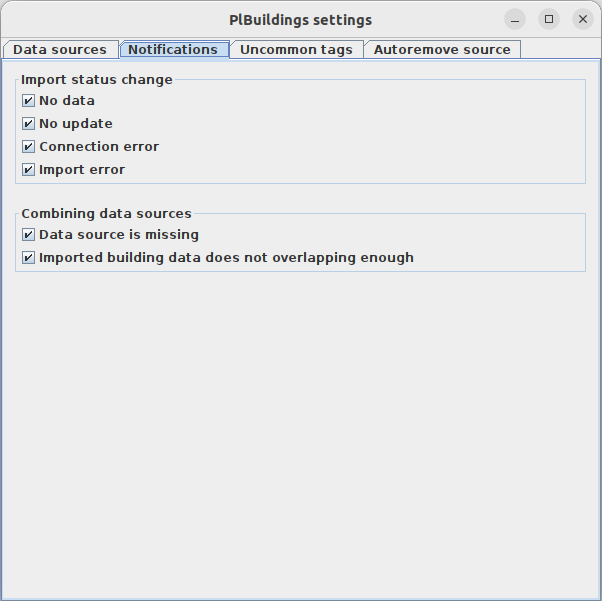 PlBuildings settings
Data sources Notifications Uncommon tags Autoremove source
Import status change
No data
No update
Connection error
Import error
Combining data sources
Data source is missing
Imported building data does not overlapping enough